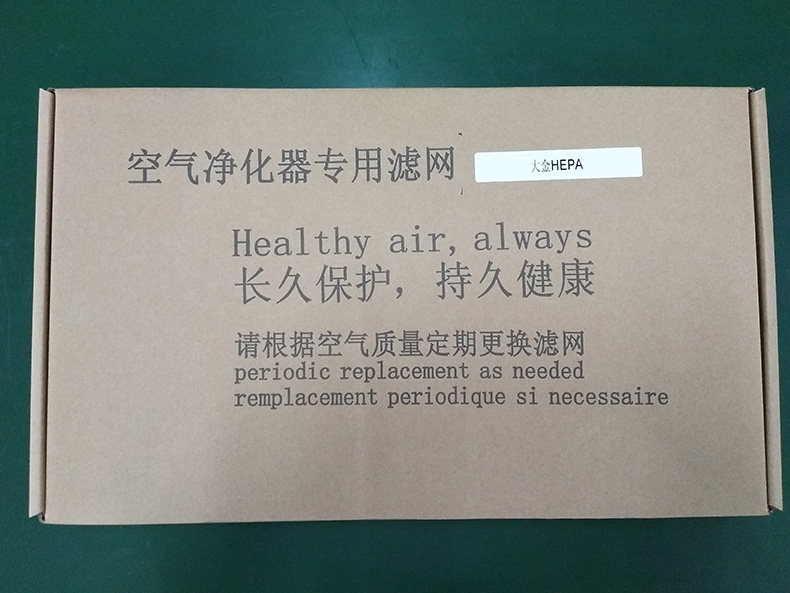 空气净化器专用滤网 大金HEPA
Healthy air, always
长久保护，持久健康
请根据空气质量定期更换滤网
periodic replacement as needed
remplacement periodique si necessaire